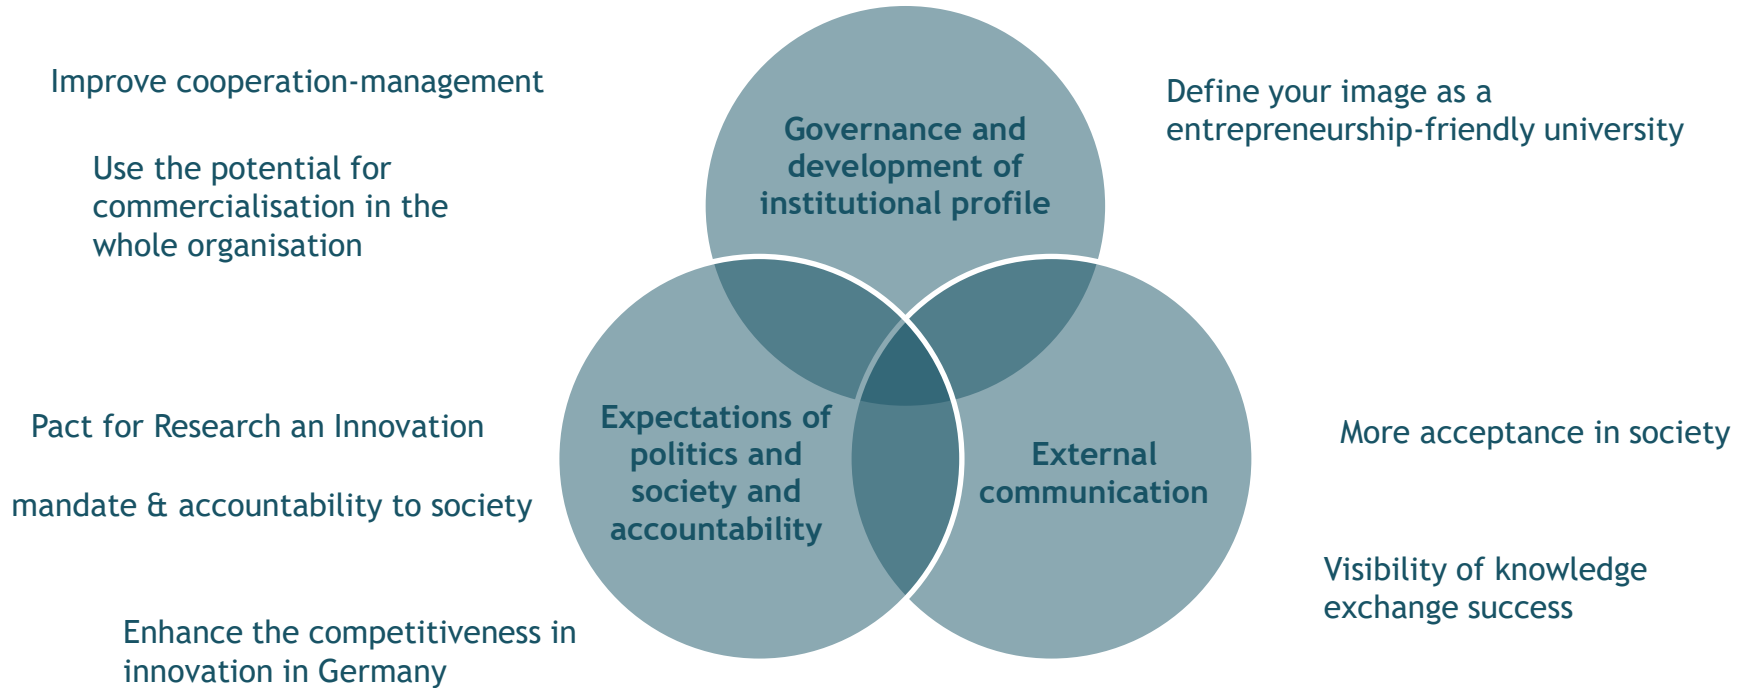 Improve cooperation-management
Use the potential for
commercialisation in the
whole organisation
Governance and
development of
institutional profile
Define your image as a
entrepreneurship-friendly university
Pact for Research an Innovation
mandate & accountability to society
Enhance the competitiveness in
innovation in Germany
Expectations of
politics and
society and
accountability
External
communication
More acceptance in society
Visibility of knowledge
exchange success